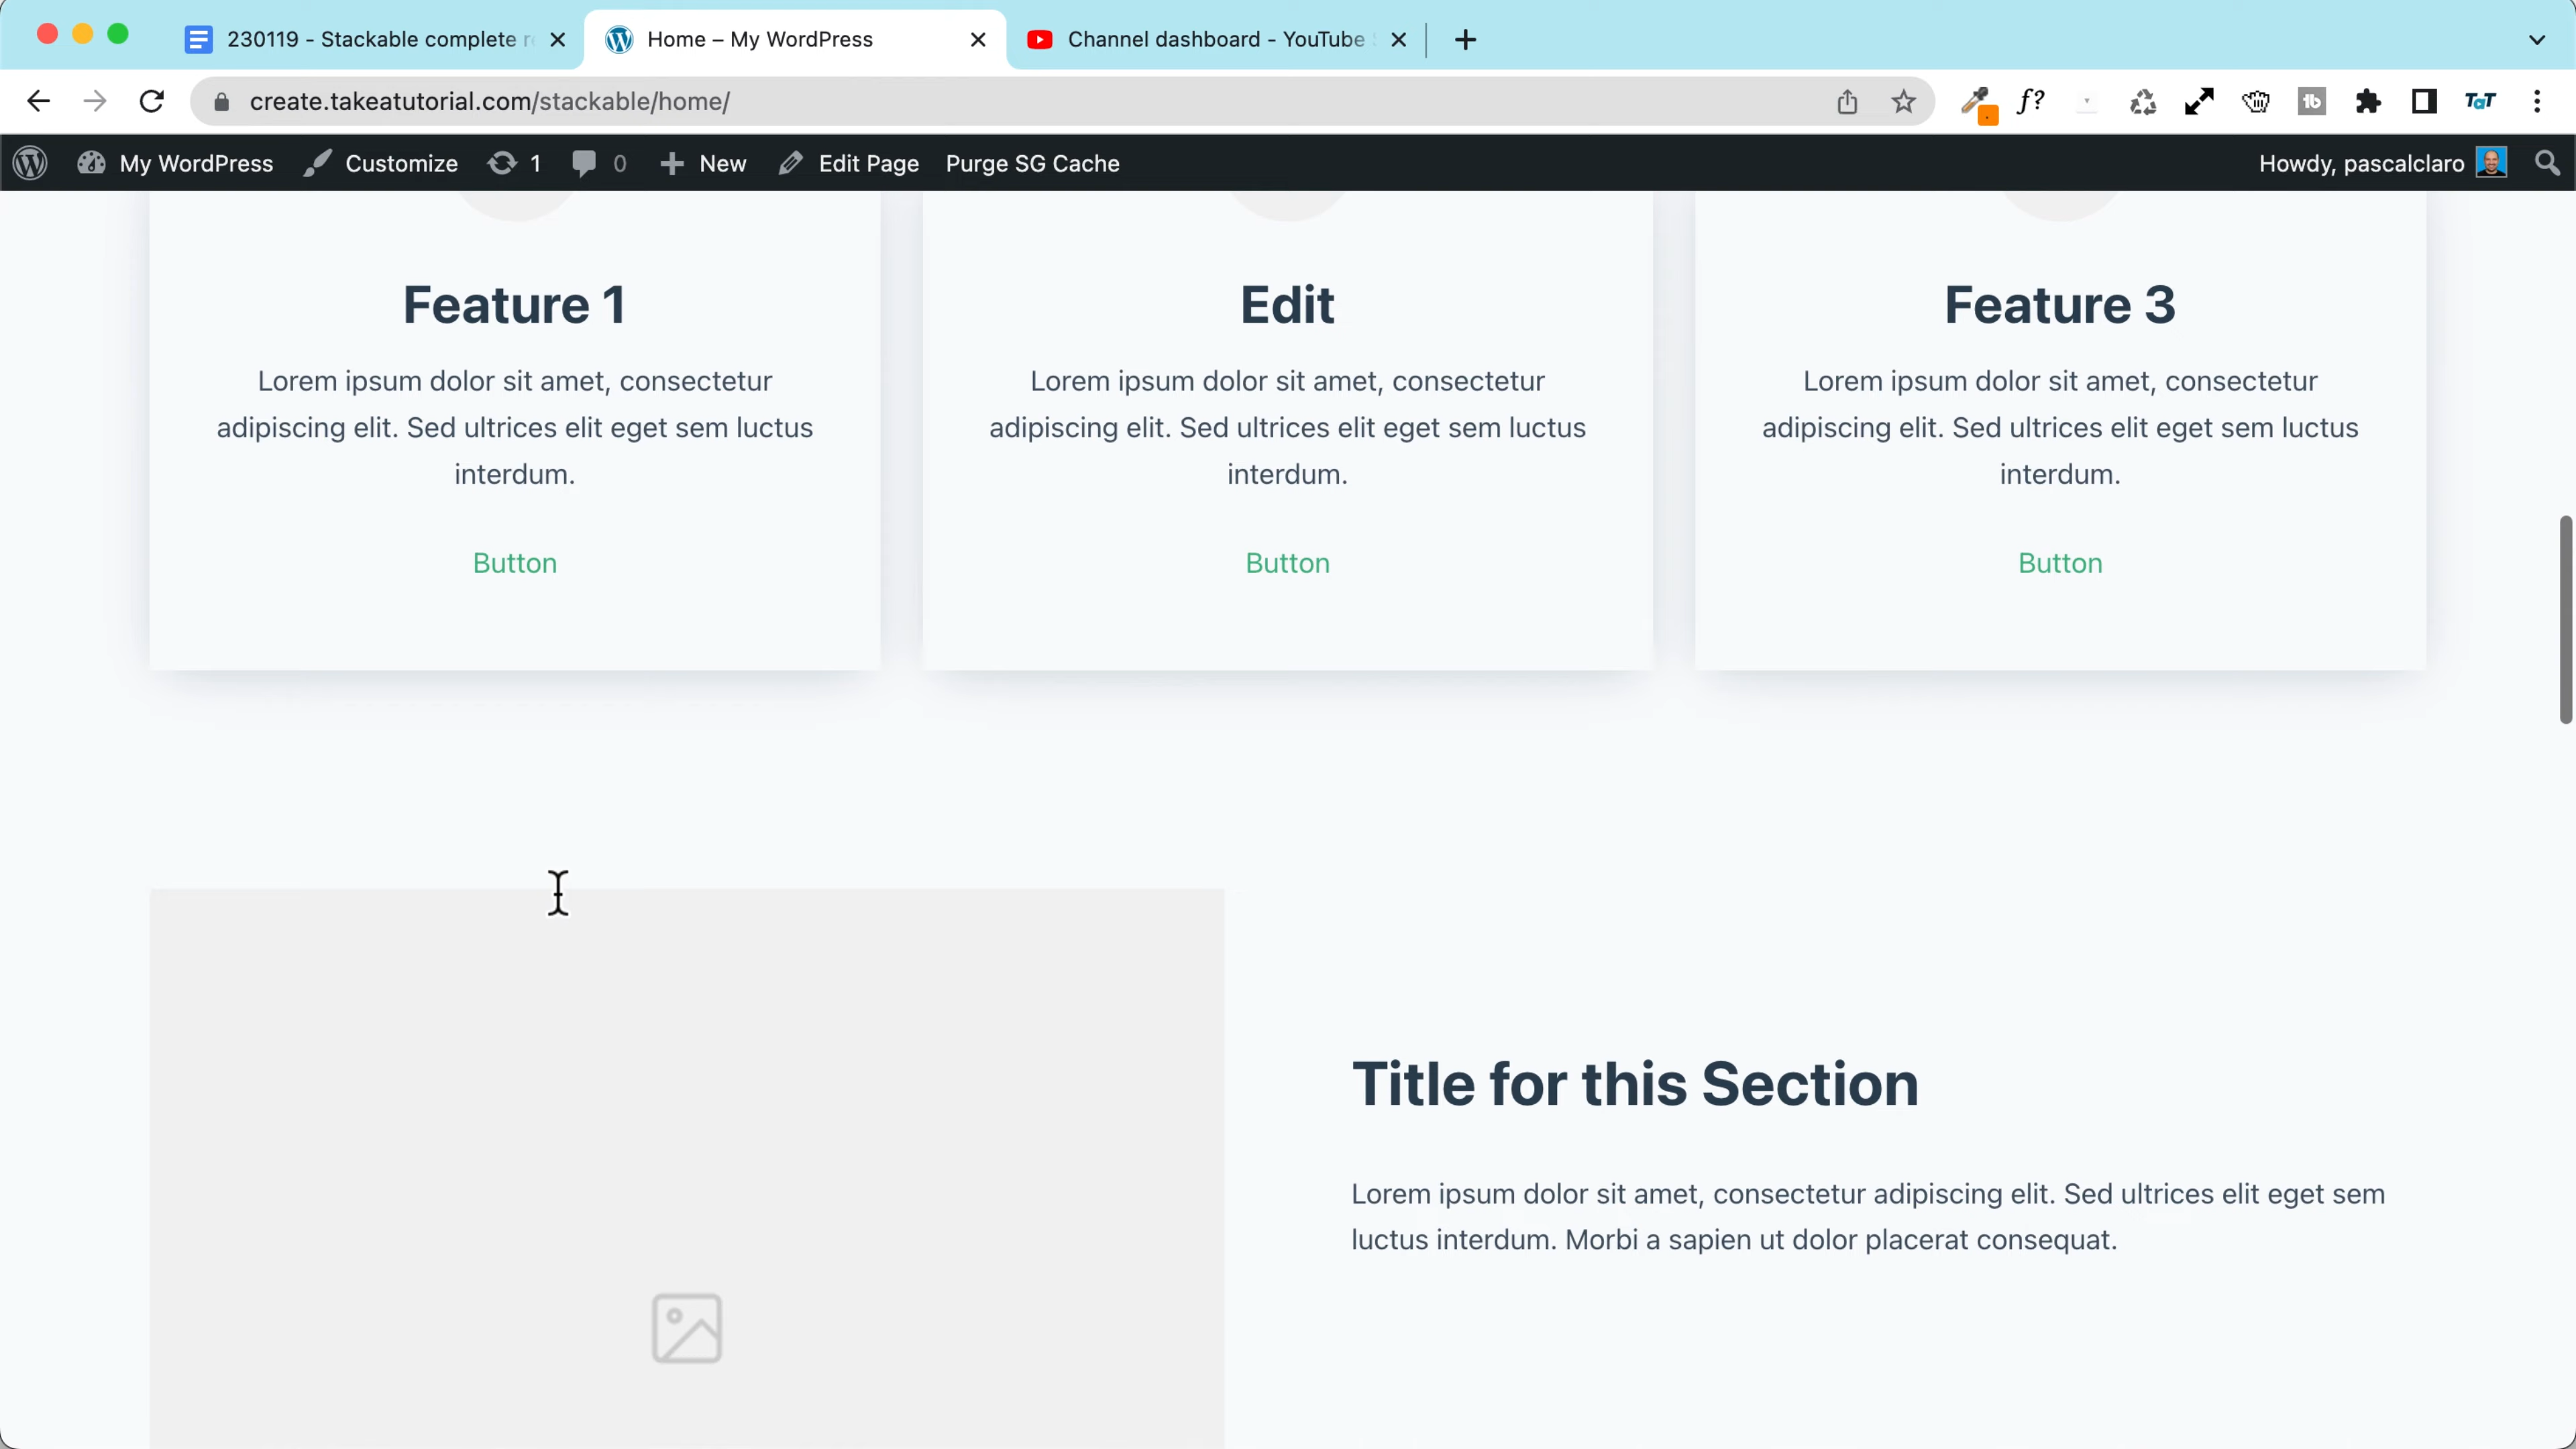 230119 - Stackable complete r
Home – My WordPress
Channel dashboard - YouTube
create.takeatutorial.com/stackable/home/
f?
tb
TaT
My WordPress
Customize
1
0
New
Edit Page
Purge SG Cache
Howdy, pascalclaro
Feature 1
Lorem ipsum dolor sit amet, consectetur
adipiscing elit. Sed ultrices elit eget sem luctus
interdum.
Button
Edit
Lorem ipsum dolor sit amet, consectetur
adipiscing elit. Sed ultrices elit eget sem luctus
interdum.
Button
Feature 3
Lorem ipsum dolor sit amet, consectetur
adipiscing elit. Sed ultrices elit eget sem luctus
interdum.
Button
Title for this Section
Lorem ipsum dolor sit amet, consectetur adipiscing elit. Sed ultrices elit eget sem
luctus interdum. Morbi a sapien ut dolor placerat consequat.